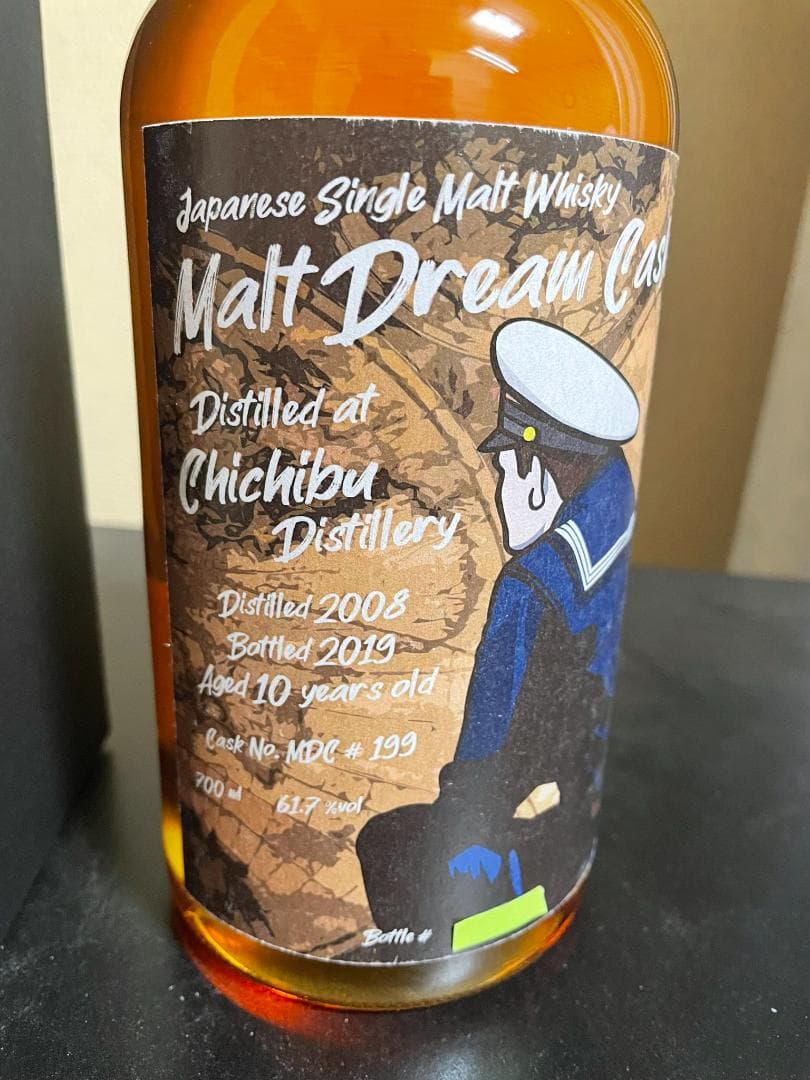 Japanese Single Malt Whisky
Malt Dream Cask
Distilled at
Chichibu
Distillery
Distilled 2008
Bottled 2019
Aged 10 years old
Cask No. MDC # 199
700 ml 61.7 %vol
Bottle #